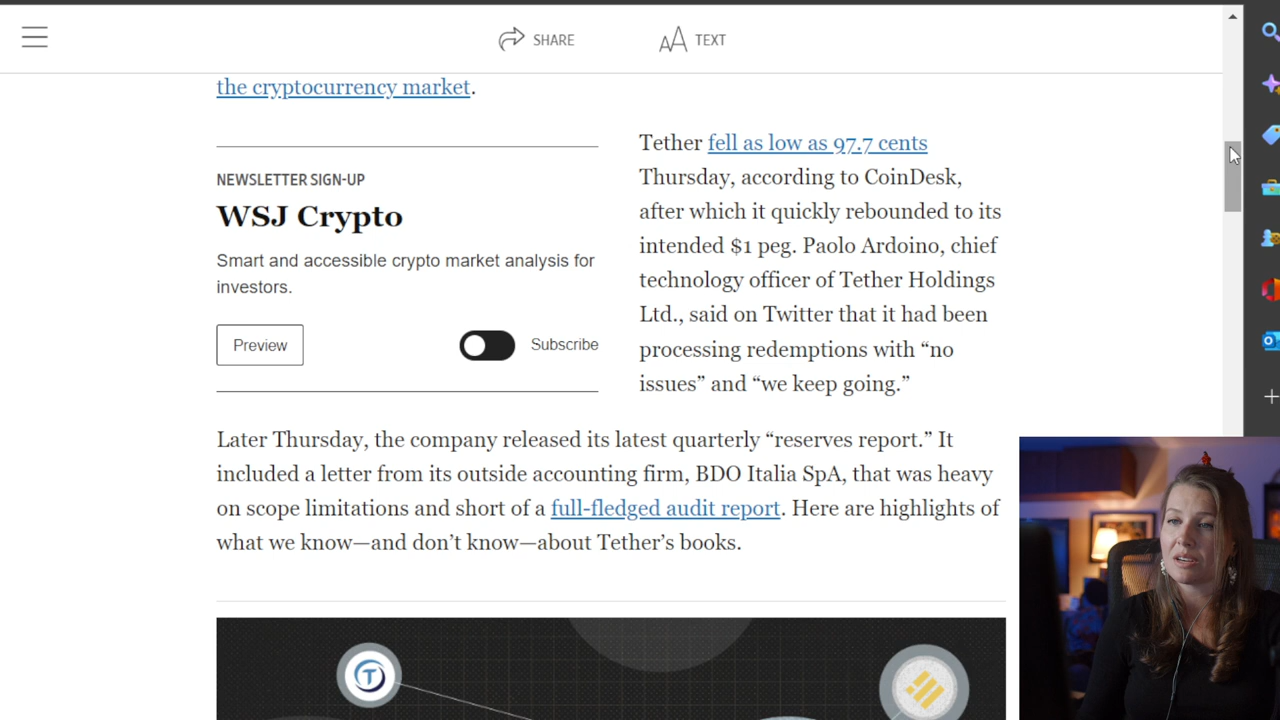 SHARE
TEXT
the cryptocurrency market.
NEWSLETTER SIGN-UP
WSJ Crypto
Smart and accessible crypto market analysis for
investors.
Preview
Subscribe
Tether fell as low as 97.7 cents
Thursday, according to CoinDesk,
after which it quickly rebounded to its
intended $1 peg. Paolo Ardoino, chief
technology officer of Tether Holdings
Ltd., said on Twitter that it had been
processing redemptions with “no
issues” and “we keep going.”
Later Thursday, the company released its latest quarterly “reserves report.” It
included a letter from its outside accounting firm, BDO Italia SpA, that was heavy
on scope limitations and short of a full-fledged audit report. Here are highlights of
what we know—and don’t know—about Tether’s books.